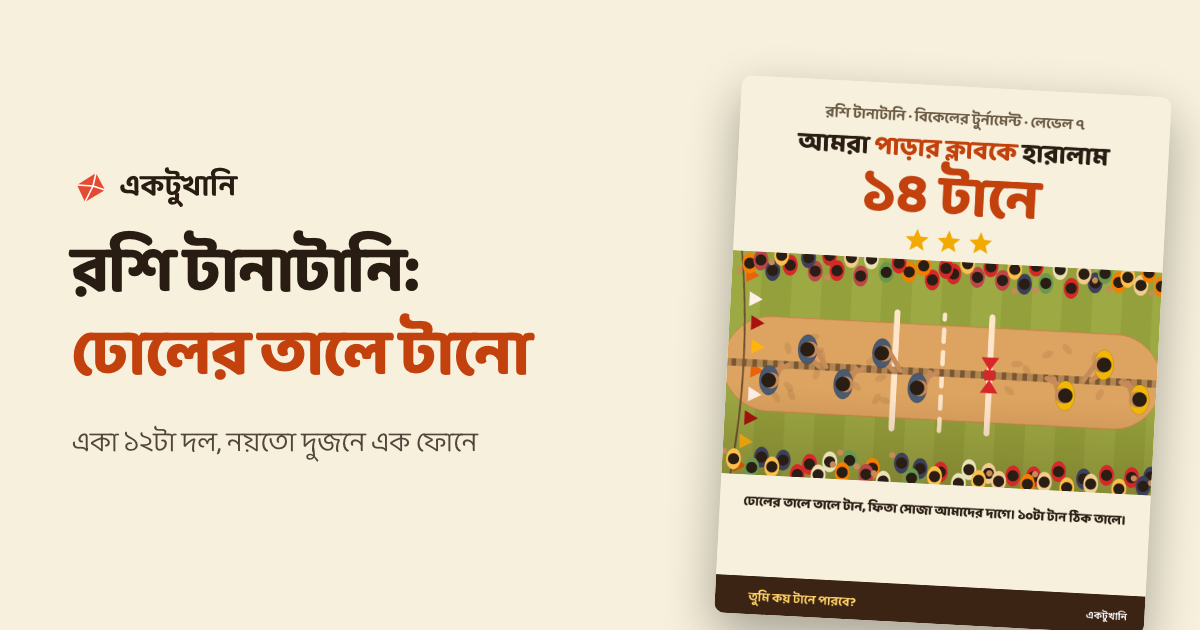 একটুখানি
রশি টানাটানি:
ঢোলের তালে টানো
একা ১২টা দল, নয়তো দুজনে এক ফোনে
রশি টানাটানি · বিকেলের টুর্নামেন্ট · লেভেল ৭
আমরা পাড়ার ক্লাবকে হারালাম
১৪ টানে
ঢোলের তালে তালে টান, ফিতা সোজা আমাদের দাগে। ১০টা টান ঠিক তালে।
তুমি কয় টানে পারবে?
একটুখানি